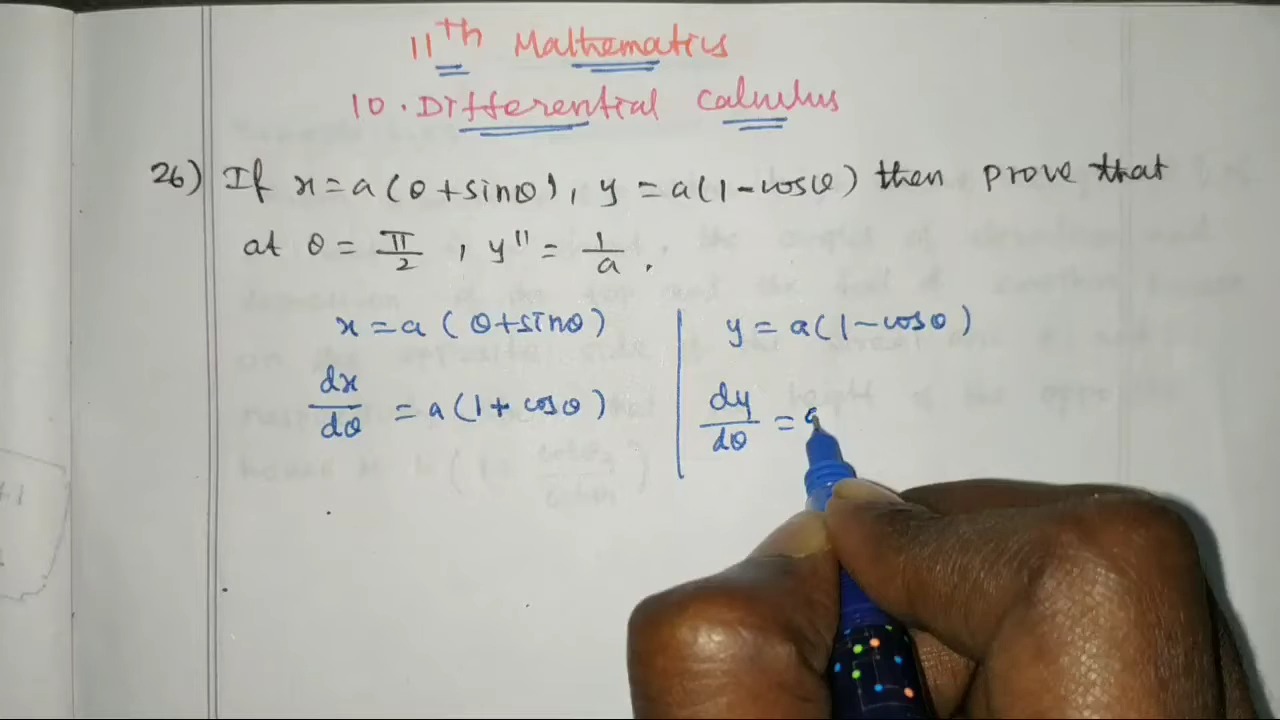 11th Mathematics
10. Differential Calculus
26) If x = a(θ+sinθ), y = a(1-cosθ) then prove that
at θ = π/2, y'' = 1/a.
x = a(θ+sinθ)
dx/dθ = a(1+cosθ)
y = a(1-cosθ)
dy/dθ = a